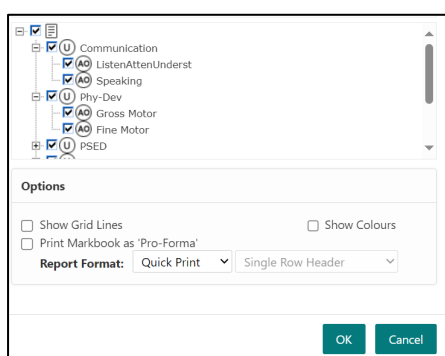 U Communication
AO ListenAttenUnderst
AO Speaking
U Phy-Dev
AO Gross Motor
AO Fine Motor
U PSED
Options
Show Grid Lines Show Colours
Print Markbook as 'Pro-Forma'
Report Format: Quick Print Single Row Header
OK Cancel